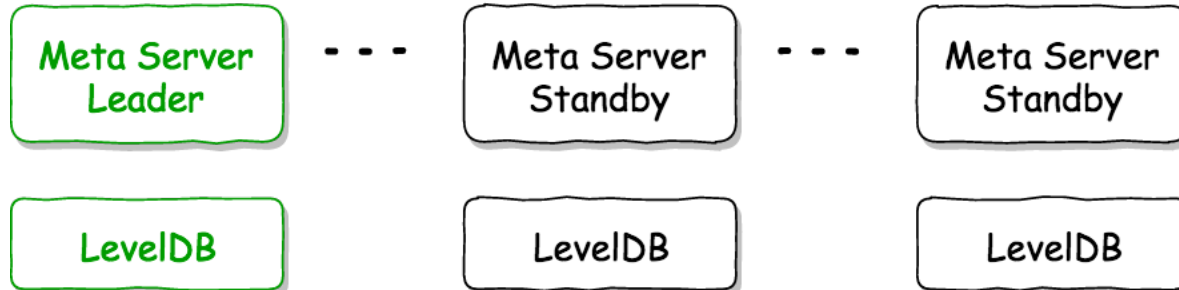 Meta Server
Leader
- - -
Meta Server
Standby
- - -
Meta Server
Standby
LevelDB
LevelDB
LevelDB